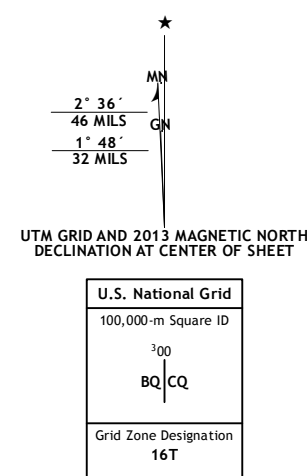 ★
MN
2° 36´
46 MILS
GN
1° 48´
32 MILS
UTM GRID AND 2013 MAGNETIC NORTH
DECLINATION AT CENTER OF SHEET
U.S. National Grid
100,000-m Square ID
³00
BQ CQ
Grid Zone Designation
16T